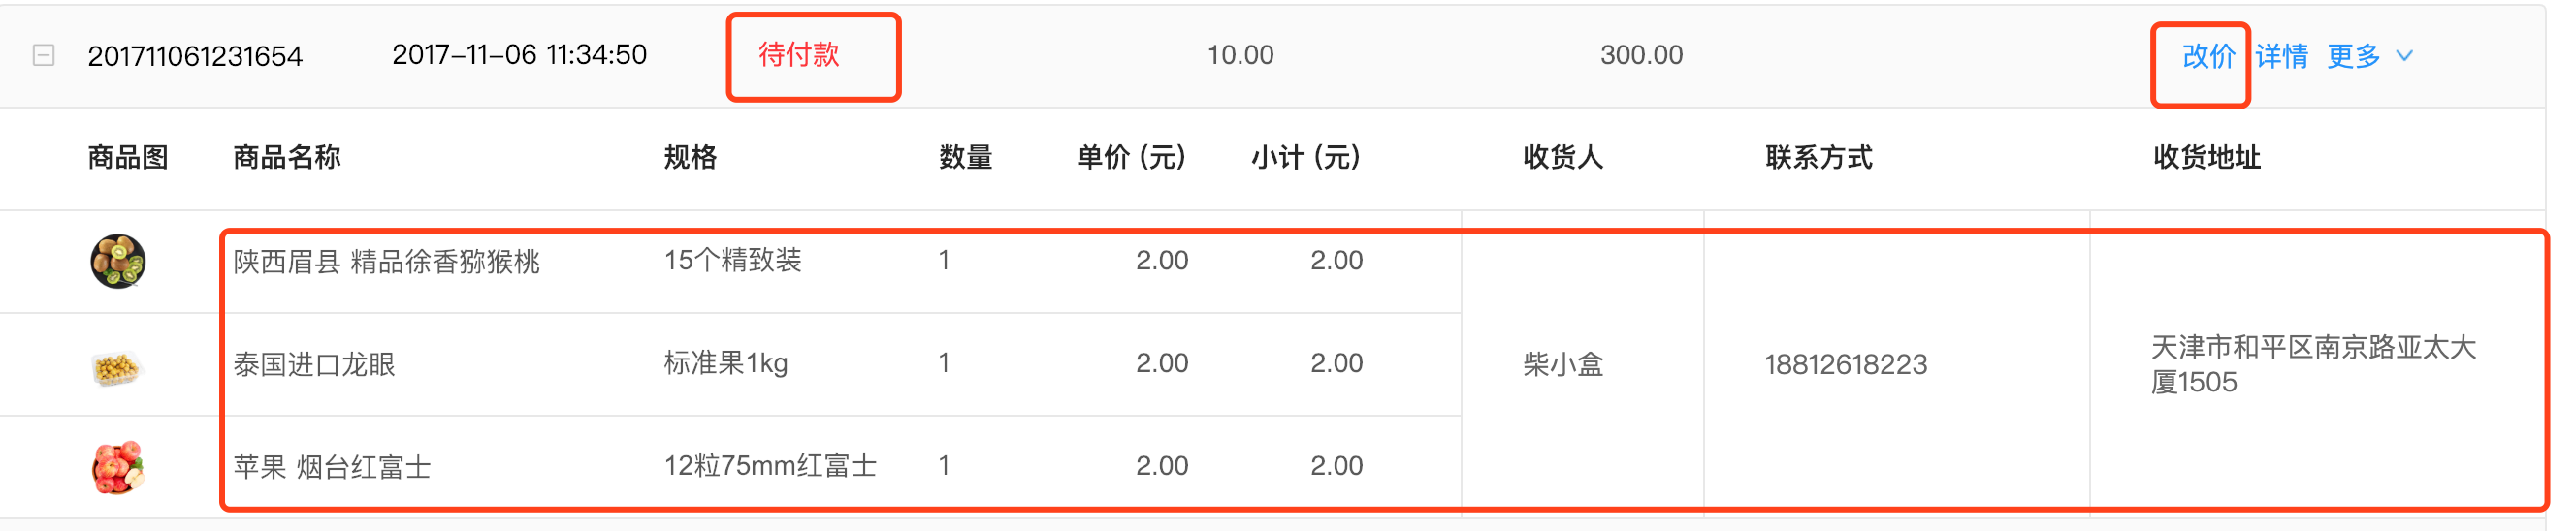 201711061231654 2017-11-06 11:34:50 待付款 10.00 300.00 改价 详情 更多
商品图 商品名称 规格 数量 单价 (元) 小计 (元) 收货人 联系方式 收货地址
陕西眉县 精品徐香猕猴桃 15个精致装 1 2.00 2.00
泰国进口龙眼 标准果1kg 1 2.00 2.00 柴小盒 18812618223 天津市和平区南京路亚太大
厦1505
苹果 烟台红富士 12粒75mm红富士 1 2.00 2.00